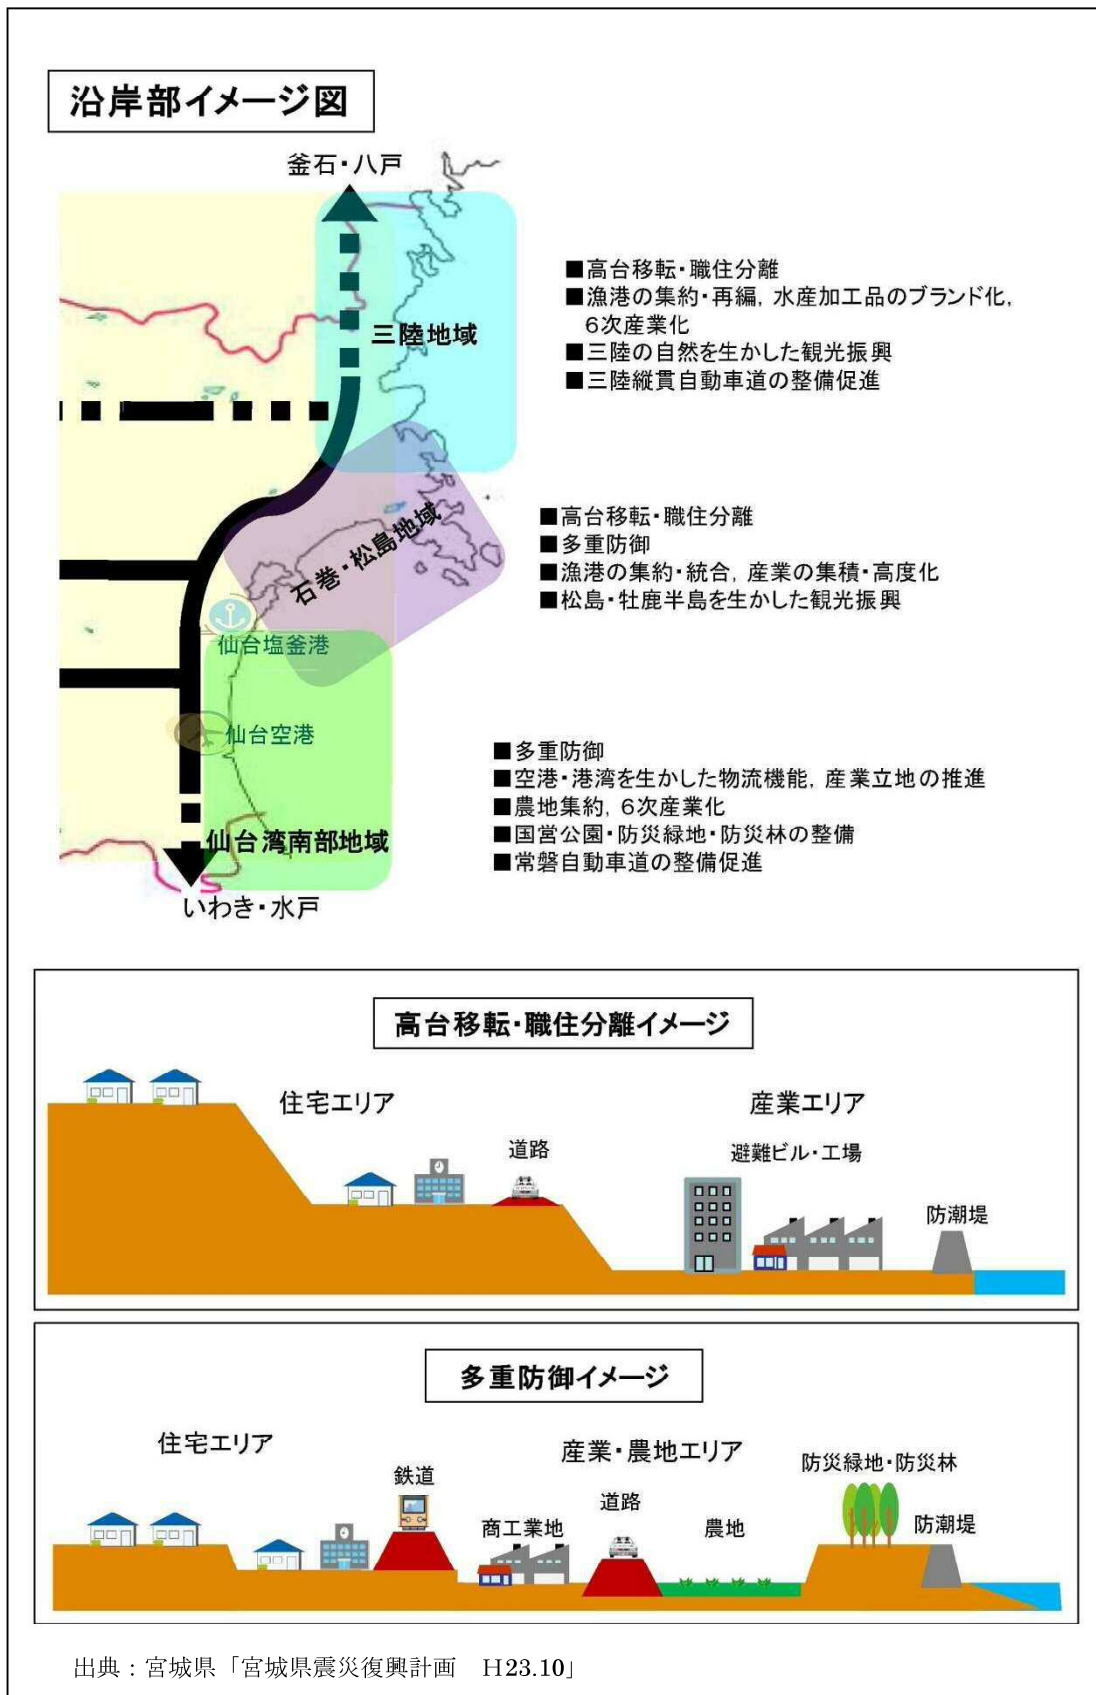 沿岸部イメージ図
釜石・八戸
三陸地域
■高台移転・職住分離
■漁港の集約・再編，水産加工品のブランド化，
６次産業化
■三陸の自然を生かした観光振興
■三陸縦貫自動車道の整備促進
石巻・松島地域
■高台移転・職住分離
■多重防御
■漁港の集約・統合，産業の集積・高度化
■松島・牡鹿半島を生かした観光振興
仙台塩釜港
仙台空港
■多重防御
■空港・港湾を生かした物流機能，産業立地の推進
■農地集約，６次産業化
■国営公園・防災緑地・防災林の整備
■常磐自動車道の整備促進
仙台湾南部地域
いわき・水戸
高台移転・職住分離イメージ
住宅エリア
産業エリア
道路
避難ビル・工場
防潮堤
多重防御イメージ
住宅エリア
産業・農地エリア
防災緑地・防災林
鉄道
道路
商工業地
農地
防潮堤
出典：宮城県「宮城県震災復興計画　H23.10」